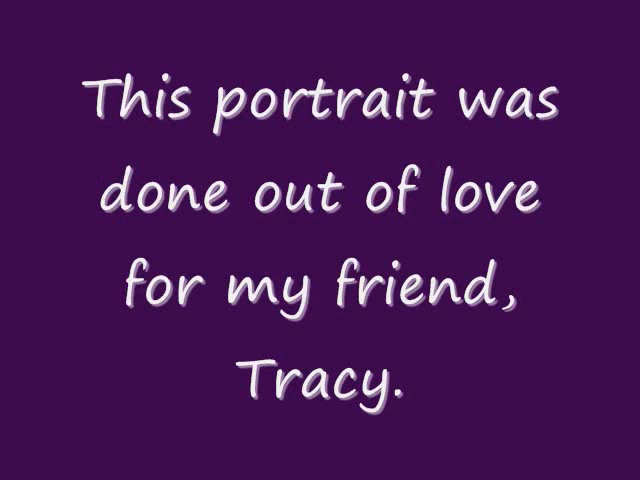 This portrait was
done out of love
for my friend,
Tracy.